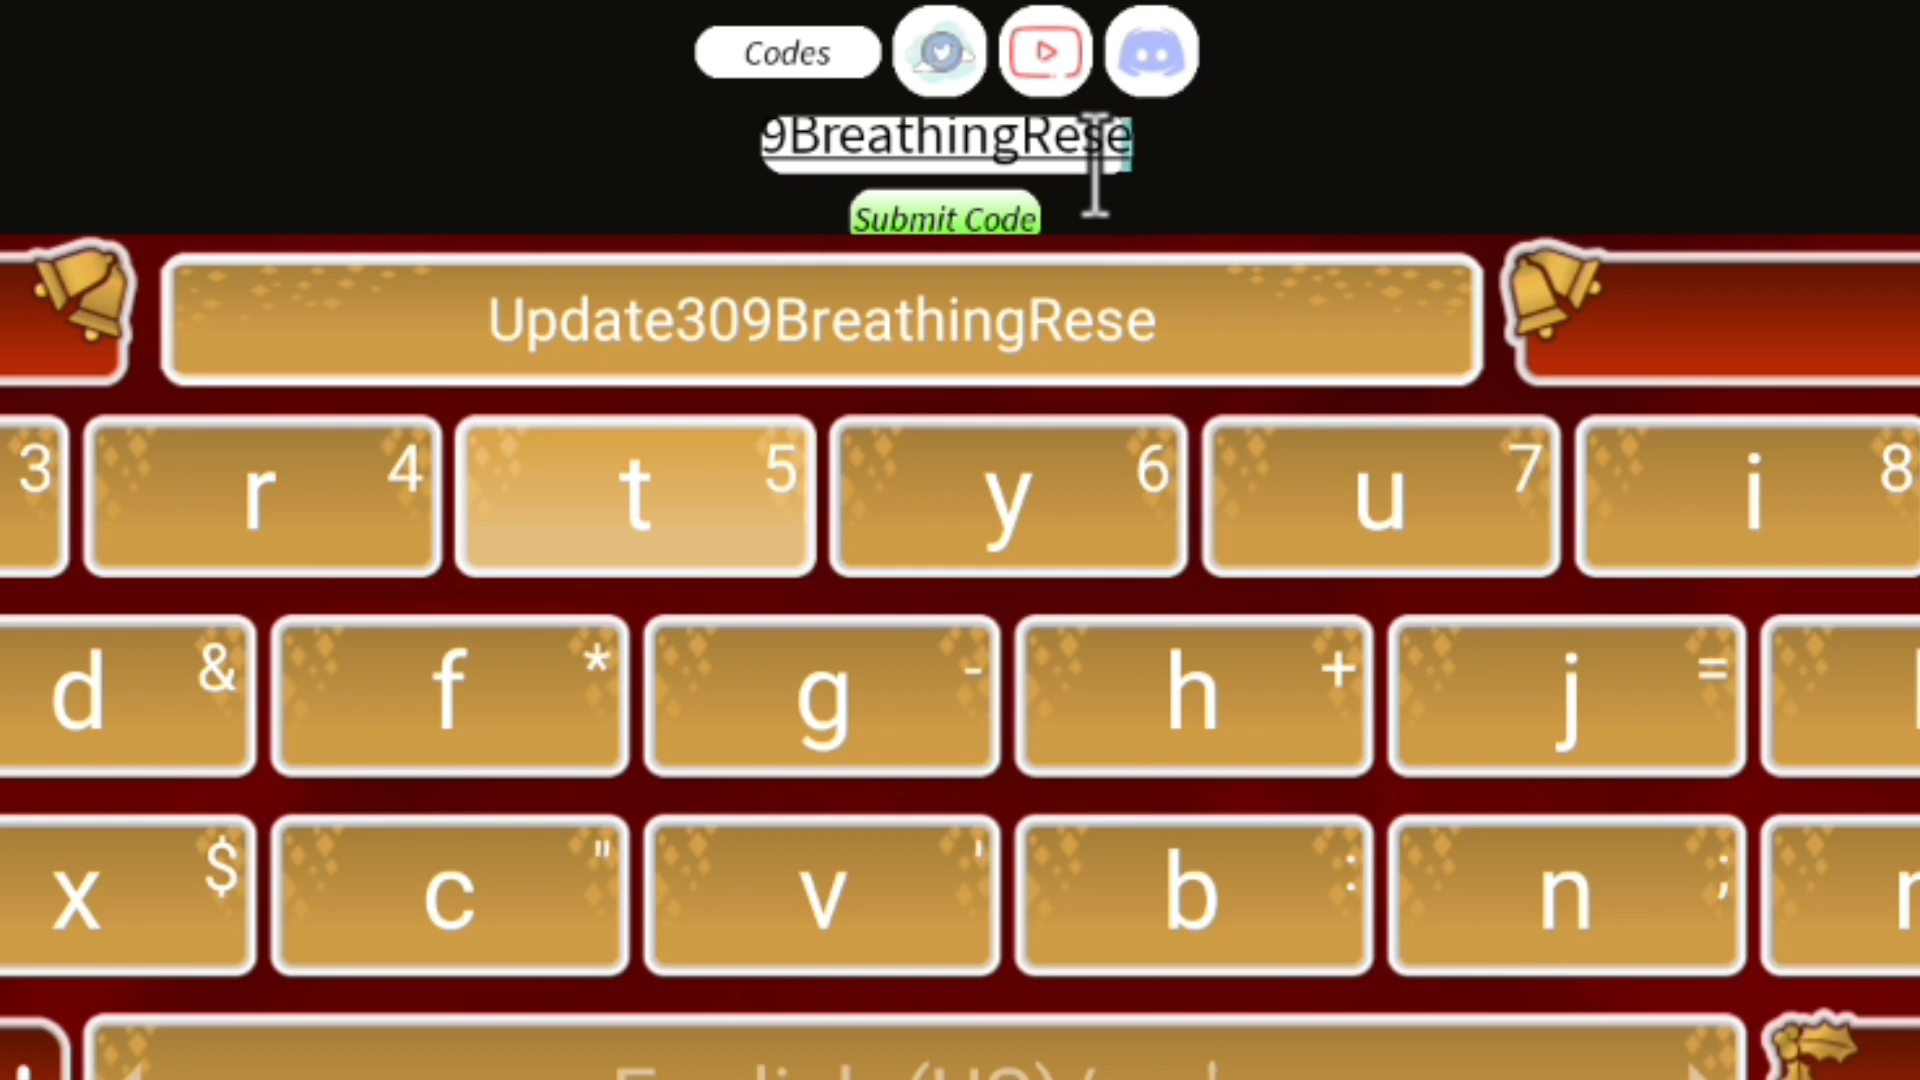 Codes
9BreathingRese
Submit Code
Update309BreathingRese
3 r 4 t 5 y 6 u 7 i 8
d & f * g - h + j =
x $ c " v ' b : n ;